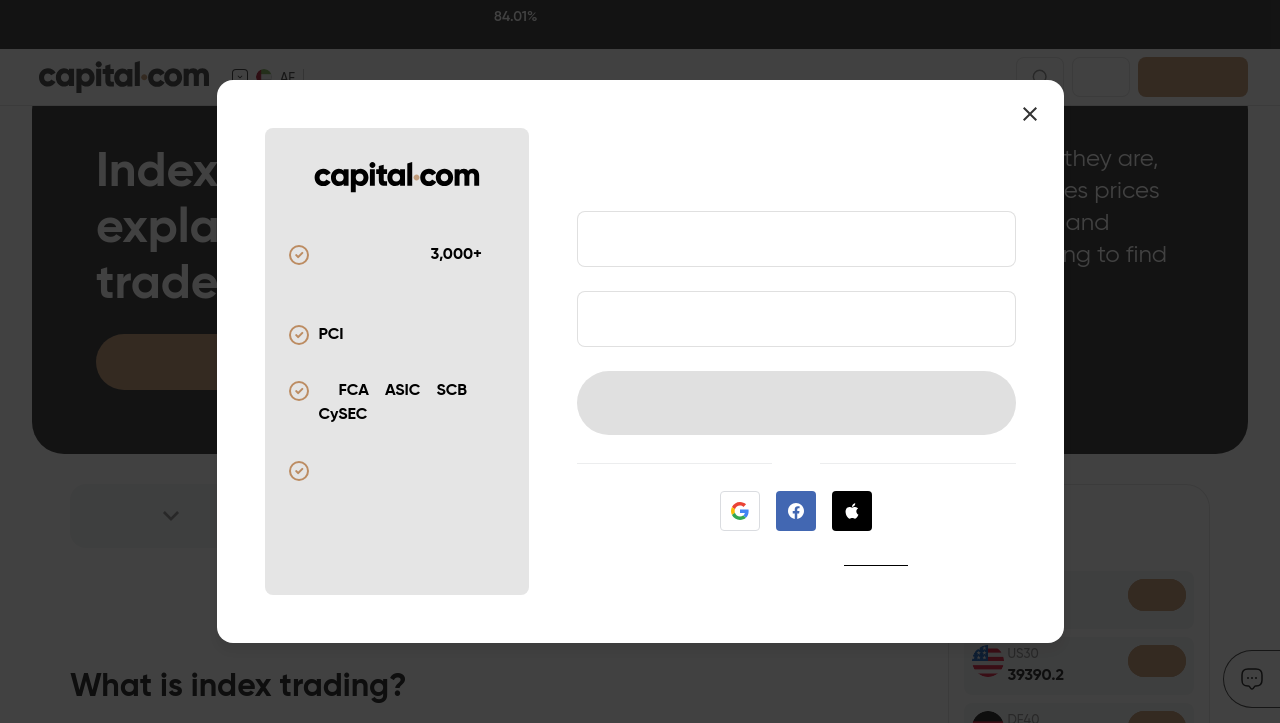 84.01%
capital.com
AE
Index
expla
trade
they are,
es prices
and
ng to find
capital.com
3,000+
PCI
FCA ASIC SCB
CySEC
What is index trading?
US30
39390.2
DE40